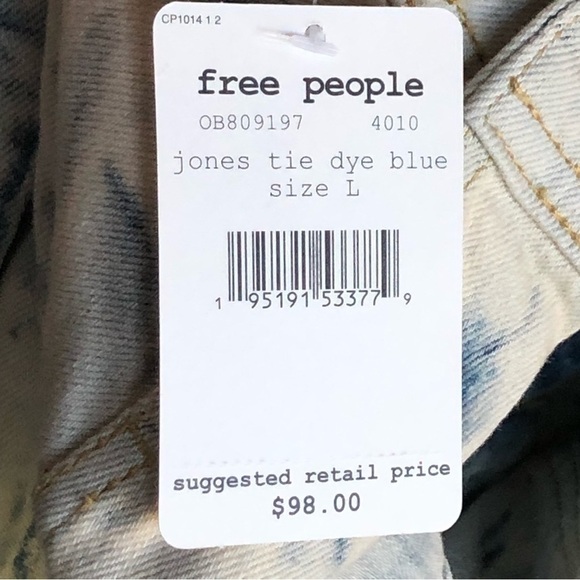 CP1014 1 2
free people
OB809197 4010
jones tie dye blue
size L
1 95191 53377 9
suggested retail price
$98.00